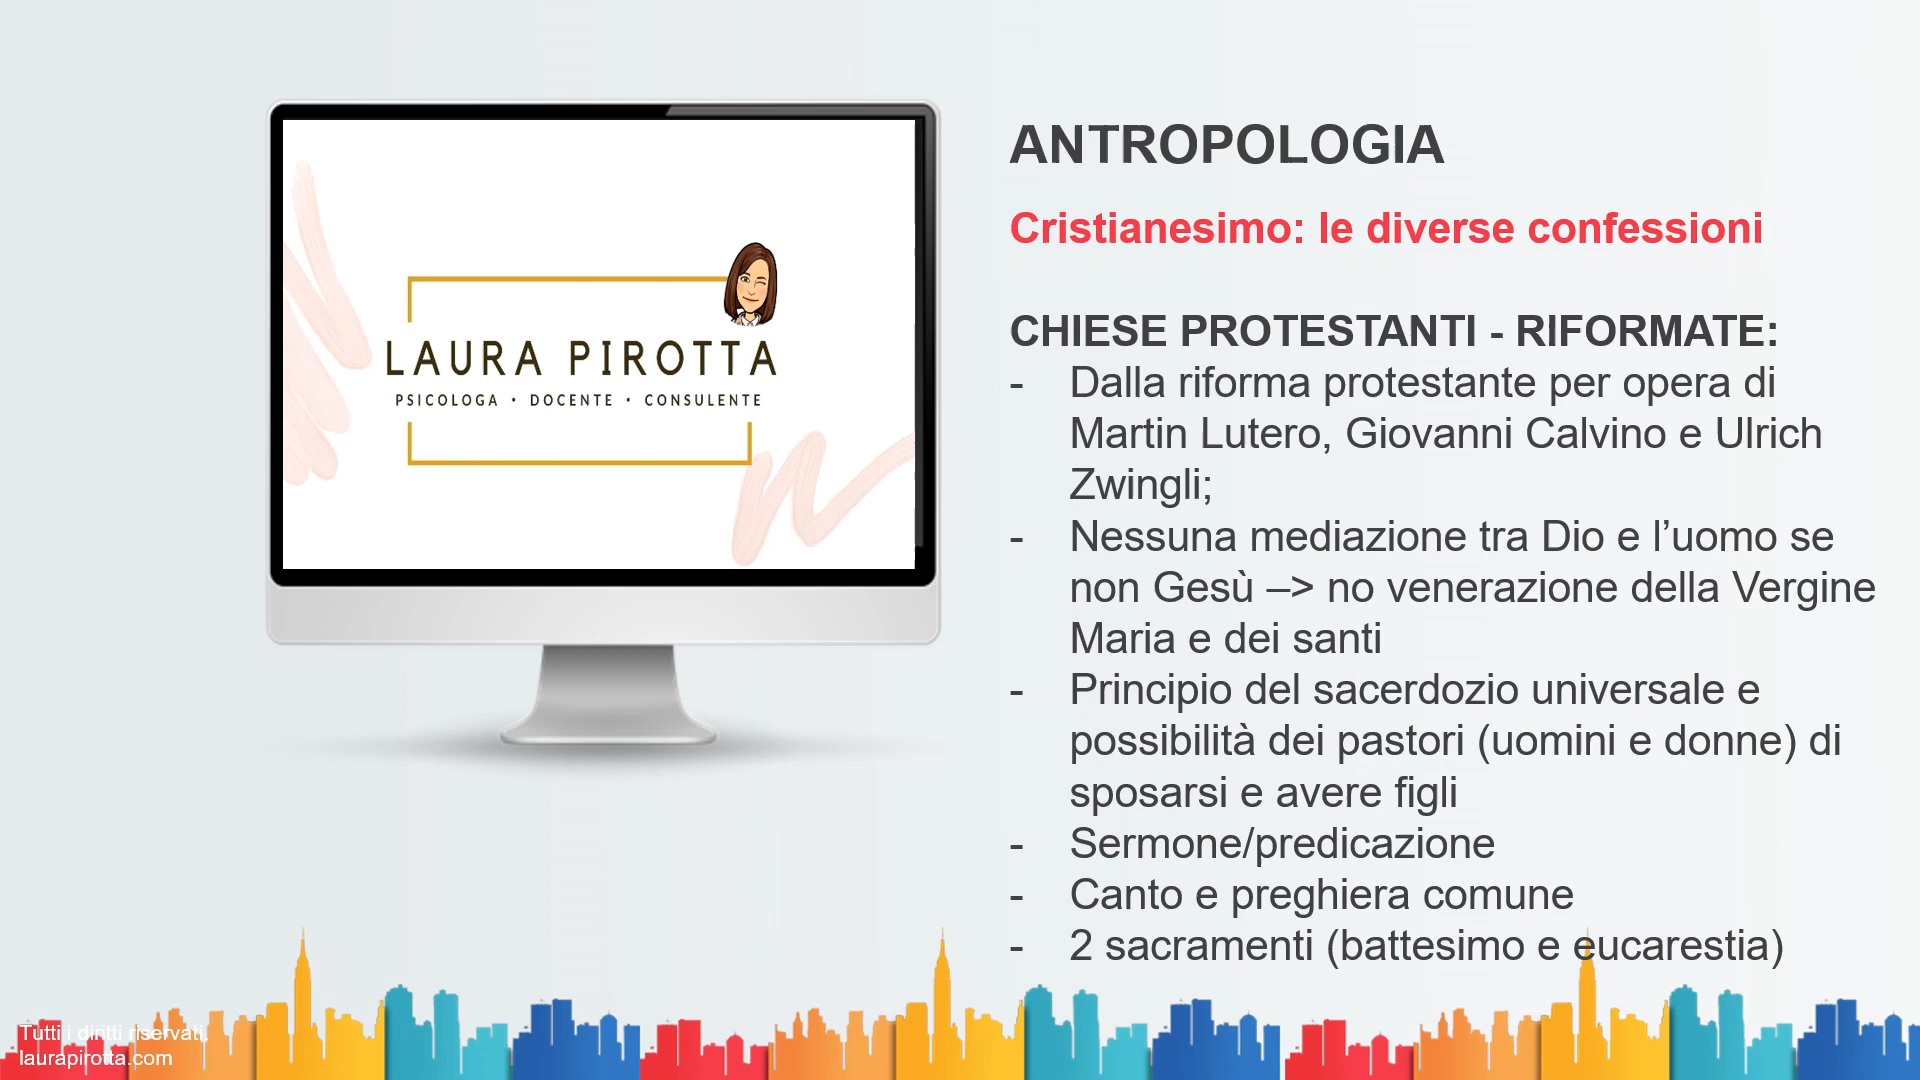 LAURA PIROTTA
PSICOLOGA • DOCENTE • CONSULENTE
ANTROPOLOGIA
Cristianesimo: le diverse confessioni
CHIESE PROTESTANTI - RIFORMATE:
- Dalla riforma protestante per opera di
Martin Lutero, Giovanni Calvino e Ulrich
Zwingli;
- Nessuna mediazione tra Dio e l’uomo se
non Gesù –> no venerazione della Vergine
Maria e dei santi
- Principio del sacerdozio universale e
possibilità dei pastori (uomini e donne) di
sposarsi e avere figli
- Sermone/predicazione
- Canto e preghiera comune
- 2 sacramenti (battesimo e eucarestia)
Tutti i diritti riservati.
laurapirotta.com